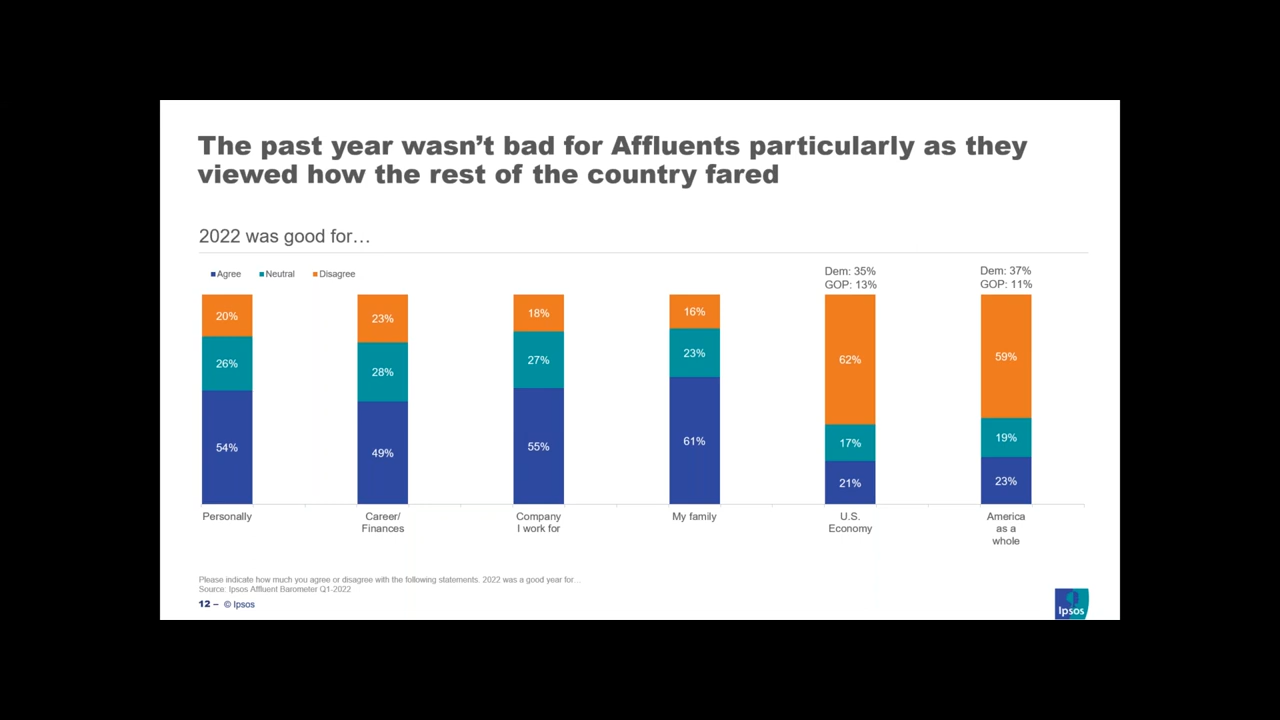 The past year wasn’t bad for Affluents particularly as they
viewed how the rest of the country fared
2022 was good for…
Agree Neutral Disagree
Dem: 35%
GOP: 13%
Dem: 37%
GOP: 11%
20% 23% 18% 16% 62% 59%
26% 28% 27% 23% 17% 19%
54% 49% 55% 61% 21% 23%
Personally
Career/
Finances
Company
I work for
My family
U.S.
Economy
America
as a
whole
Please indicate how much you agree or disagree with the following statements. 2022 was a good year for…
Source: Ipsos Affluent Barometer Q1-2022
12 – © Ipsos
Ipsos